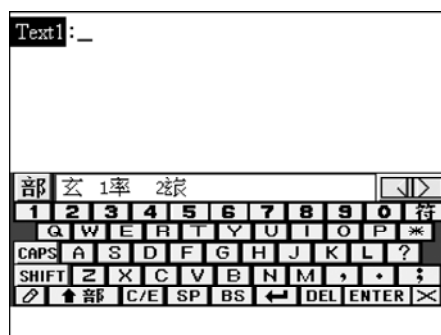 Text1:_
部 玄 1率
1 2 3 4 5 6 7 8 9 0 符
Q W E R T Y U I O P *
CAPS A S D F G H J K L ?
SHIFT Z X C V B N M , . ;
部 C/E SP BS DEL ENTER